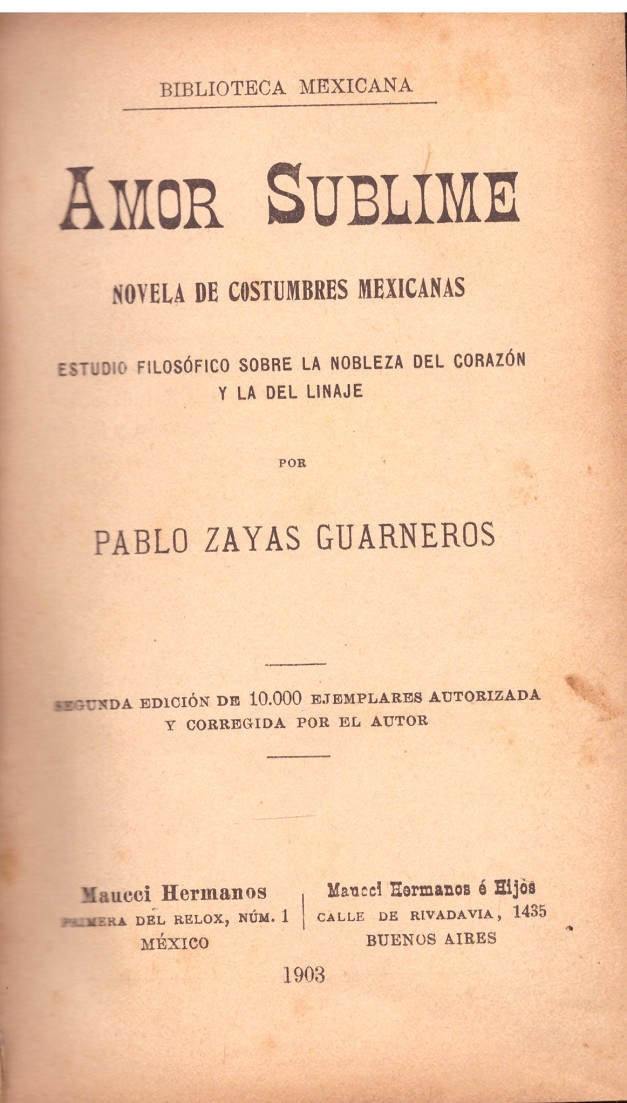 BIBLIOTECA MEXICANA
AMOR SUBLIME
NOVELA DE COSTUMBRES MEXICANAS
ESTUDIO FILOSÓFICO SOBRE LA NOBLEZA DEL CORAZÓN
Y LA DEL LINAJE
POR
PABLO ZAYAS GUARNEROS
SEGUNDA EDICIÓN DE 10.000 EJEMPLARES AUTORIZADA
Y CORREGIDA POR EL AUTOR
Maucci Hermanos
PRIMERA DEL RELOX, NÚM. 1
MÉXICO
Maucci Hermanos é Hijos
CALLE DE RIVADAVIA, 1435
BUENOS AIRES
1903